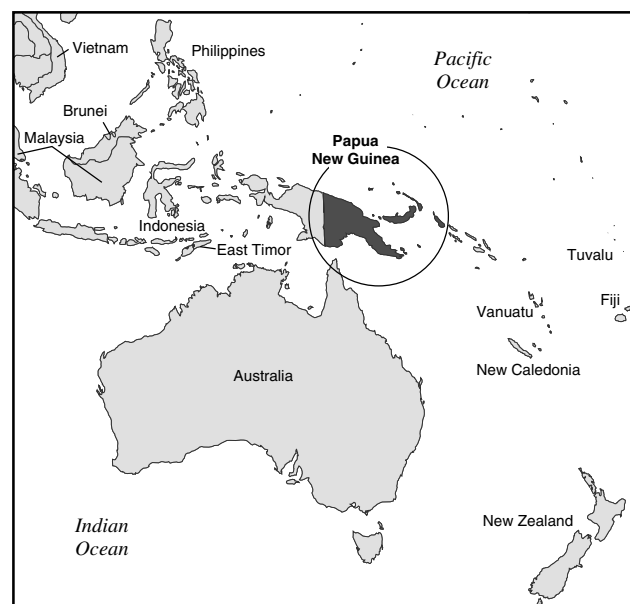 Vietnam
Philippines
Pacific
Ocean
Brunei
Malaysia
Papua
New Guinea
Indonesia
East Timor
Tuvalu
Vanuatu
Fiji
New Caledonia
Australia
New Zealand
Indian
Ocean